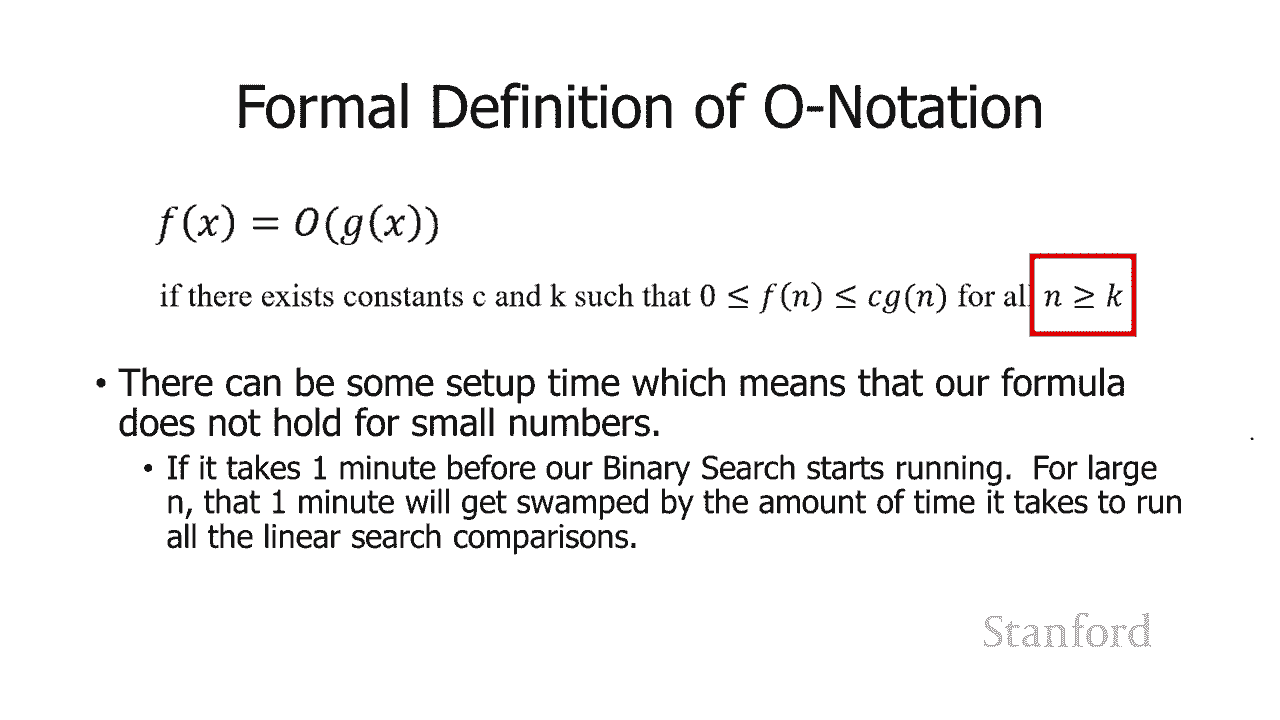 Formal Definition of O-Notation
f(x) = O(g(x))
if there exists constants c and k such that 0 ≤ f(n) ≤ cg(n) for al n ≥ k
• There can be some setup time which means that our formula
does not hold for small numbers.
• If it takes 1 minute before our Binary Search starts running. For large
n, that 1 minute will get swamped by the amount of time it takes to run
all the linear search comparisons.
Stanford